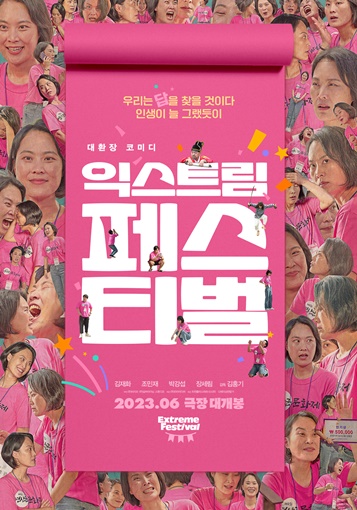 우리는 답을 찾을 것이다
인생이 늘 그랬듯이
대환장 코미디
익스트림
페스
티벌
김재화 조민재 박강섭 장세림 감독 김홍기
2023.06 극장 대개봉
Extreme
Festival